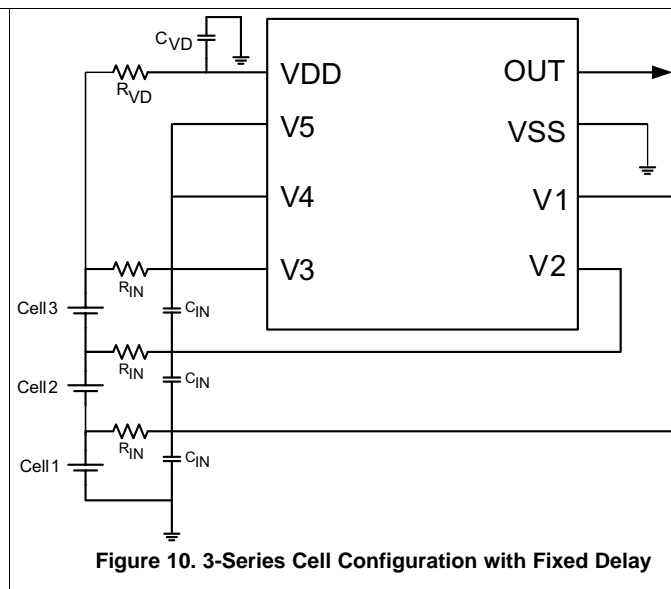 CVD
RVD
VDD
OUT
V5
VSS
V4
V1
V3
V2
RIN
Cell3
CIN
RIN
Cell2
CIN
RIN
Cell1
CIN
Figure 10. 3-Series Cell Configuration with Fixed Delay